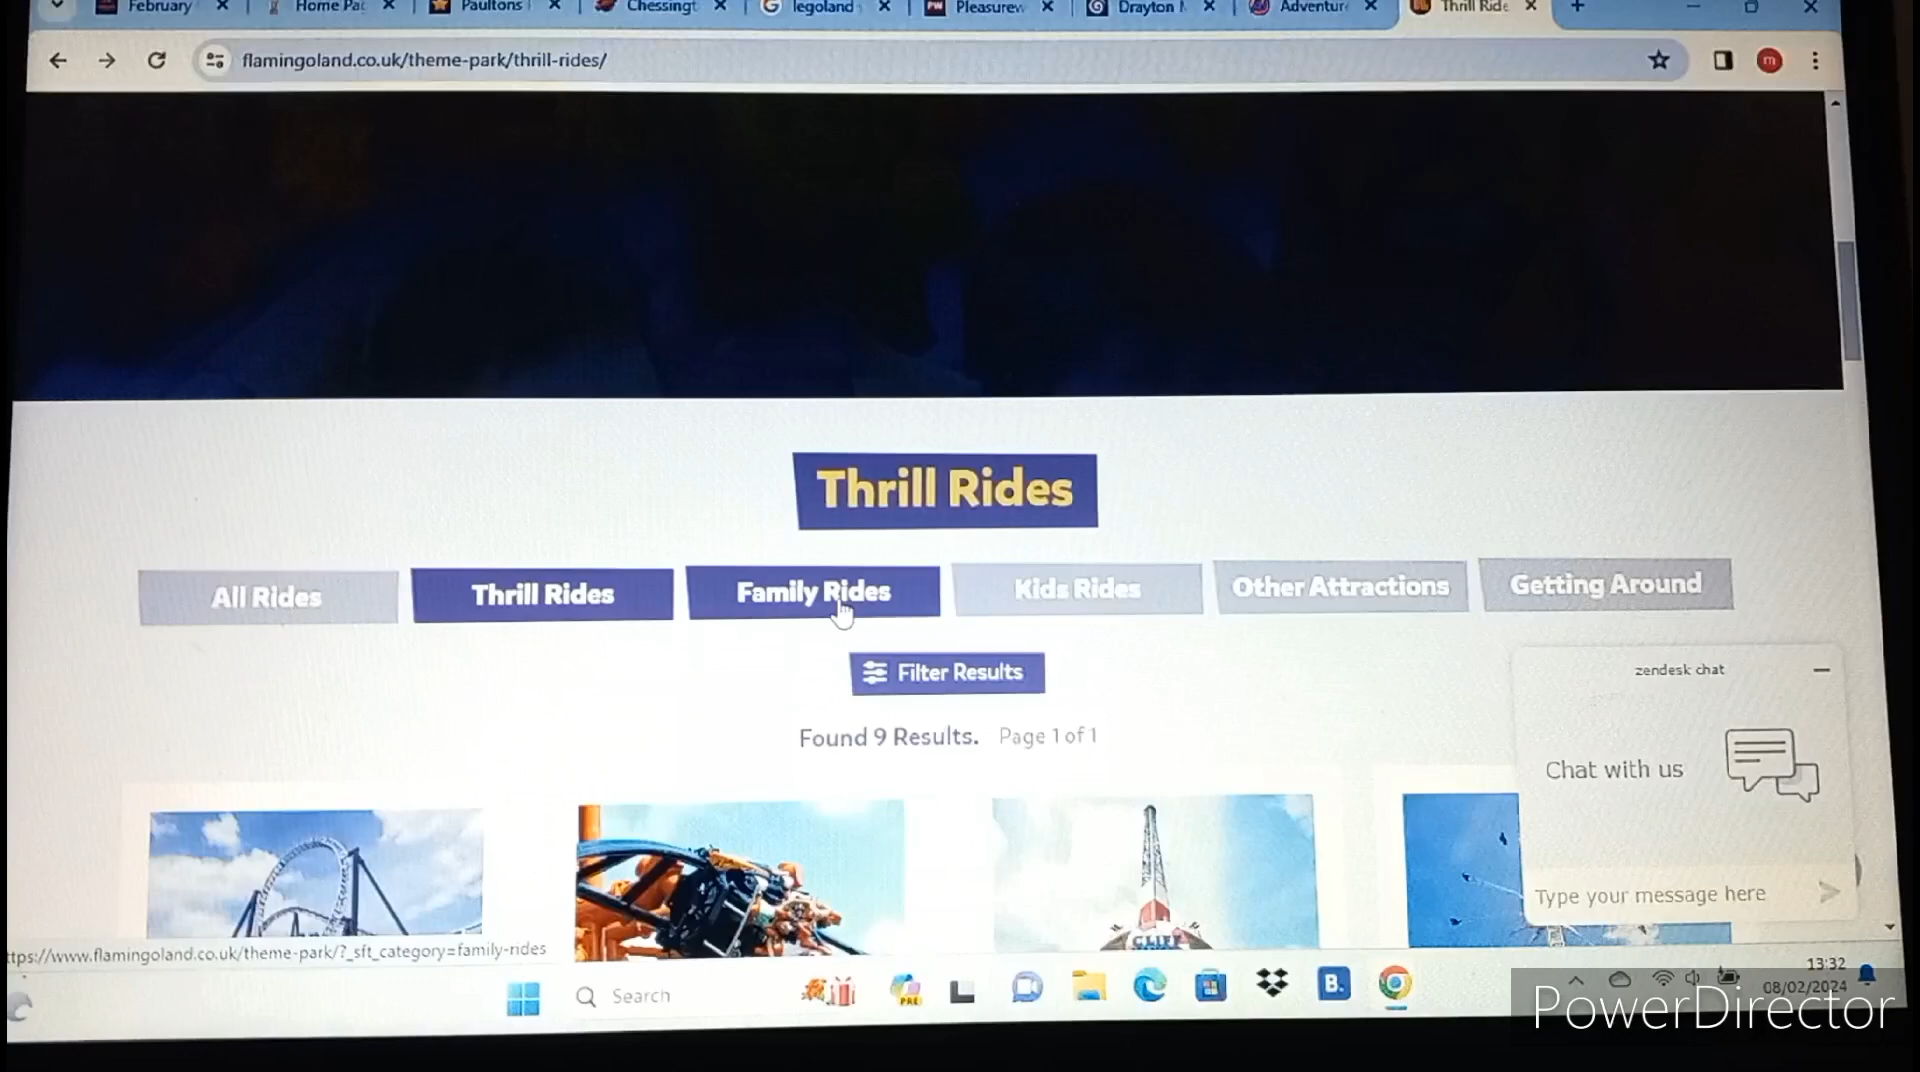 February
Home Pa
Paultons
Chessingt
legoland
Pleasurew
Drayton
Adventur
Thrill Ride
flamingoland.co.uk/theme-park/thrill-rides/
m
Thrill Rides
All Rides
Thrill Rides
Family Rides
Kids Rides
Other Attractions
Getting Around
Filter Results
Found 9 Results. Page 1 of 1
zendesk chat
Chat with us
Type your message here
CLIFF
ttps://www.flamingoland.co.uk/theme-park/?_sft_category=family-rides
Search
PRE
B.
13:32
08/02/2024
PowerDirector